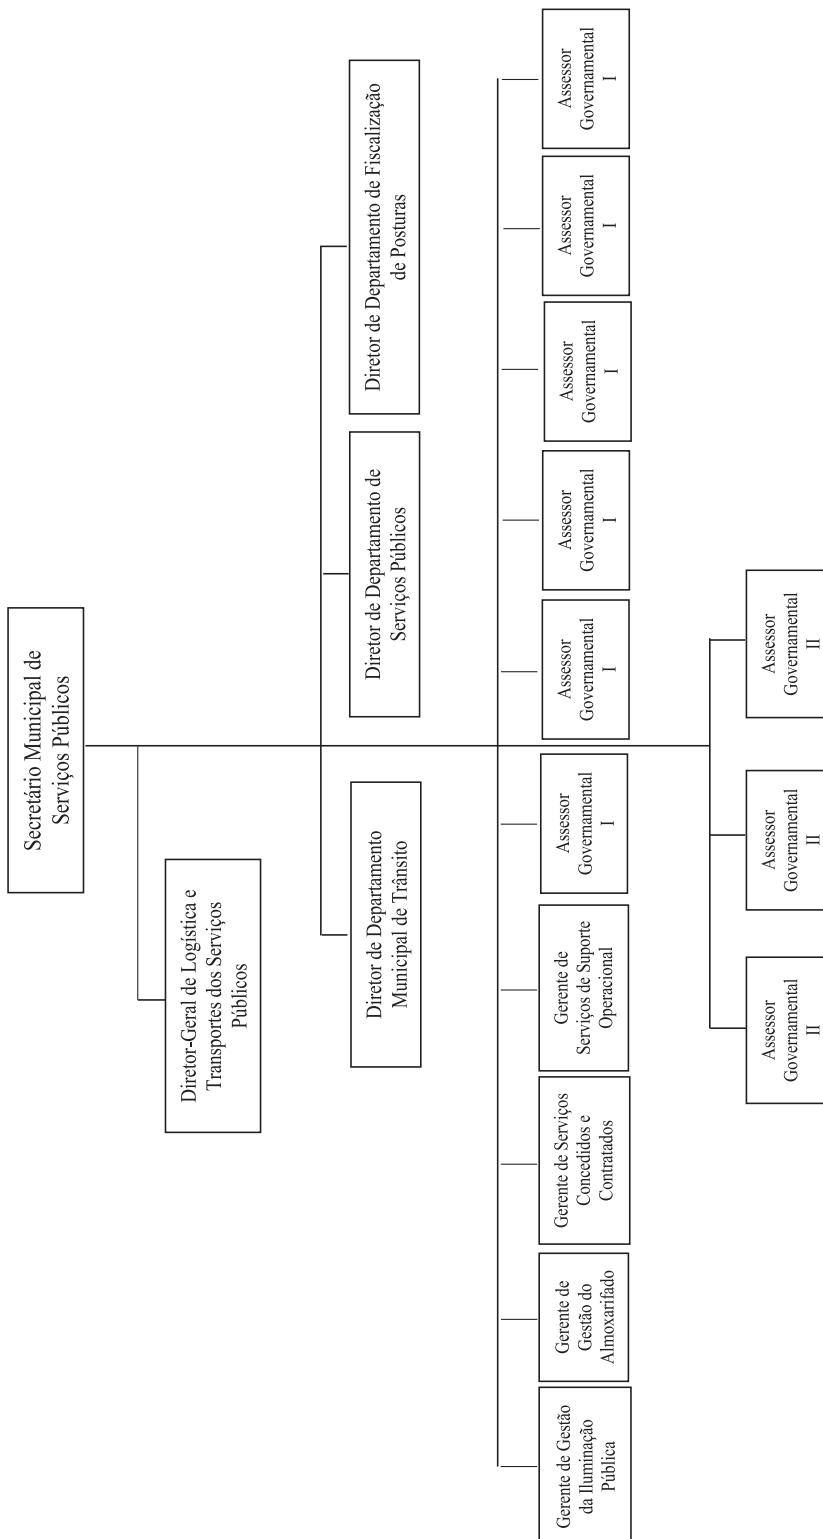 Secretário Municipal de
Serviços Públicos
Diretor-Geral de Logística e
Transportes dos Serviços
Públicos
Diretor de Departamento
Municipal de Trânsito
Diretor de Departamento de
Serviços Públicos
Diretor de Departamento de Fiscalização
de Posturas
Gerente de Gestão
da Iluminação
Pública
Gerente de
Gestão do
Almoxarifado
Gerente de Serviços
Concedidos e
Contratados
Gerente de
Serviços de Suporte
Operacional
Assessor
Governamental
I
Assessor
Governamental
I
Assessor
Governamental
I
Assessor
Governamental
I
Assessor
Governamental
I
Assessor
Governamental
I
Assessor
Governamental
II
Assessor
Governamental
II
Assessor
Governamental
II